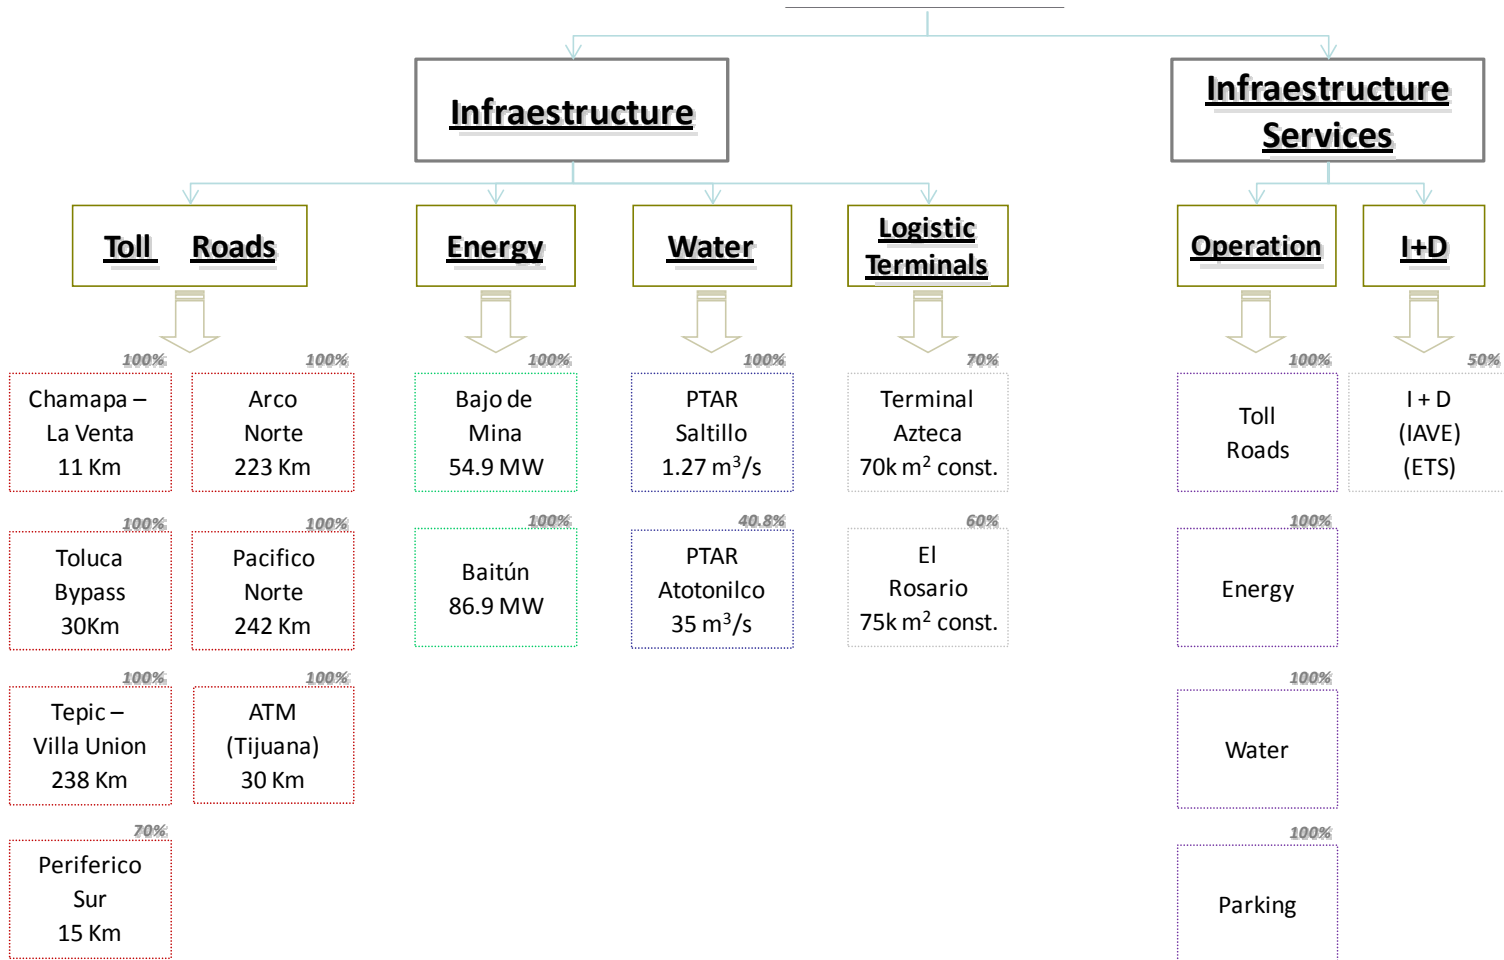 Infraestructure
Infraestructure
Services
Toll Roads
Energy
Water
Logistic
Terminals
Operation
I+D
100%
Chamapa –
La Venta
11 Km
100%
Arco
Norte
223 Km
100%
Bajo de
Mina
54.9 MW
100%
PTAR
Saltillo
1.27 m³/s
70%
Terminal
Azteca
70k m² const.
100%
Toll
Roads
50%
I + D
(IAVE)
(ETS)
100%
Toluca
Bypass
30Km
100%
Pacifico
Norte
242 Km
100%
Baitún
86.9 MW
40.8%
PTAR
Atotonilco
35 m³/s
60%
El
Rosario
75k m² const.
100%
Energy
100%
Tepic –
Villa Union
238 Km
100%
ATM
(Tijuana)
30 Km
100%
Water
70%
Periferico
Sur
15 Km
100%
Parking